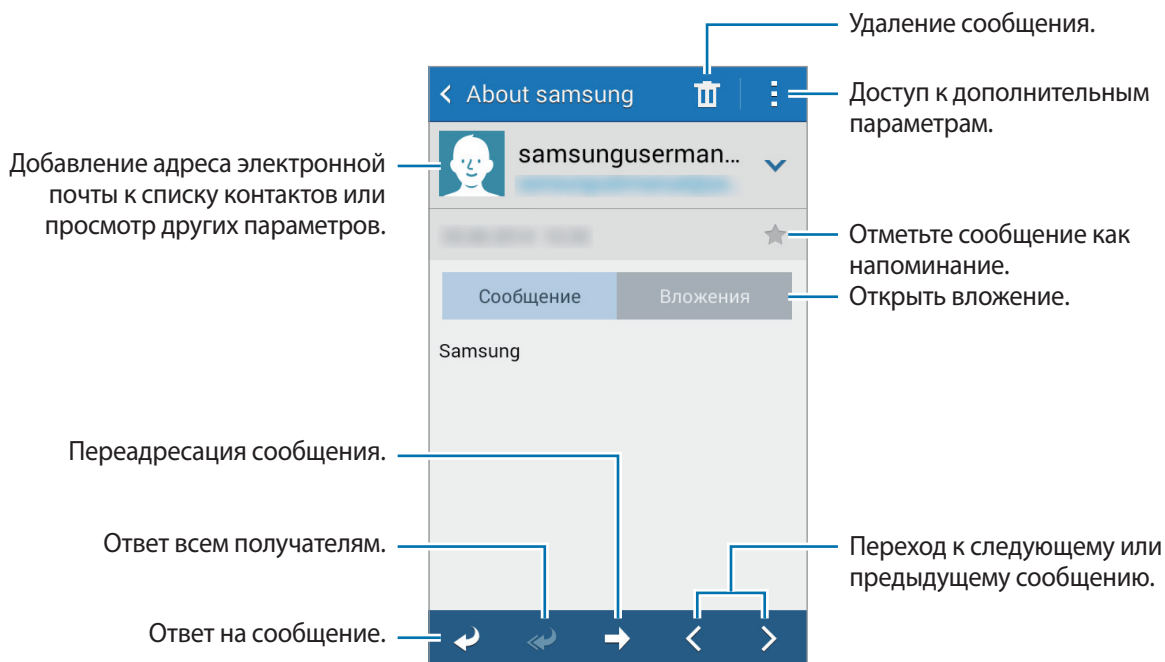 Удаление сообщения.
About samsung
Доступ к дополнительным
параметрам.
samsunguserman...
Добавление адреса электронной
почты к списку контактов или
просмотр других параметров.
Отметьте сообщение как
напоминание.
Сообщение
Вложения
Открыть вложение.
Samsung
Переадресация сообщения.
Ответ всем получателям.
Переход к следующему или
предыдущему сообщению.
Ответ на сообщение.